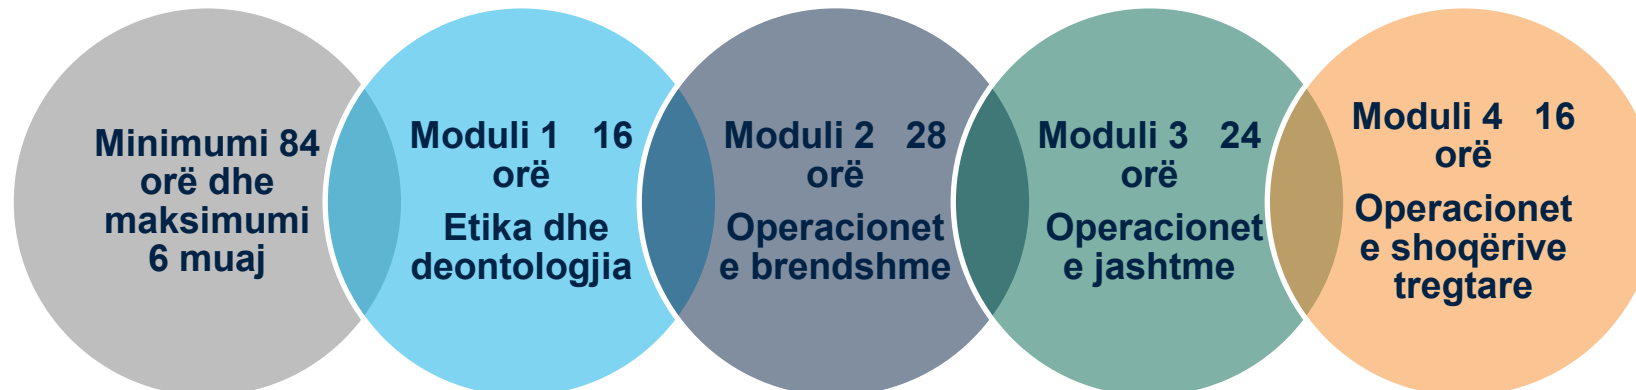 Minimumi 84
orë dhe
maksimumi
6 muaj
Moduli 1   16
orë
Etika dhe
deontologjia
Moduli 2   28
orë
Operacionet
e brendshme
Moduli 3   24
orë
Operacionet
e jashtme
Moduli 4   16
orë
Operacionet
e shoqërive
tregtare